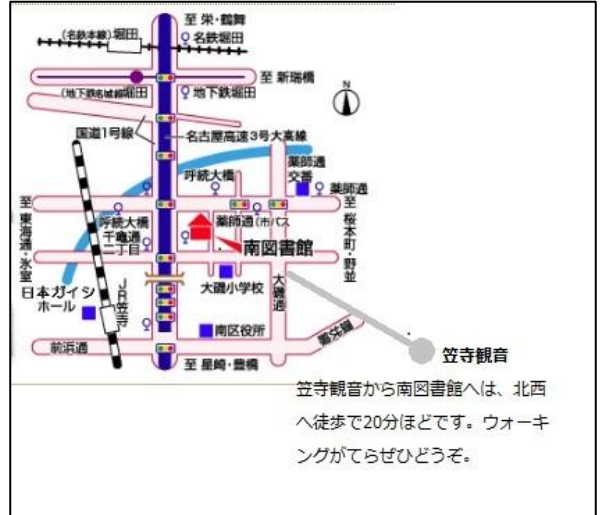 至 栄・鶴舞
(名鉄本線)堀田
名鉄堀田
至 新瑞橋
(地下鉄名城線)堀田
地下鉄堀田
N
国道1号線
名古屋高速3号大高線
薬師通
交番
呼続大橋
薬師通
至 東海通・氷室
呼続大橋
薬師通(市バス
至 桜本町・野並
千竈通
二丁目
南図書館
日本ガイシ
ホール
JR笠寺
大磯小学校
大磯通
南区役所
前浜通
至 星崎・豊橋
笠寺観音
笠寺観音から南図書館へは、北西
へ徒歩で20分ほどです。ウォーキ
ングがてらぜひどうぞ。